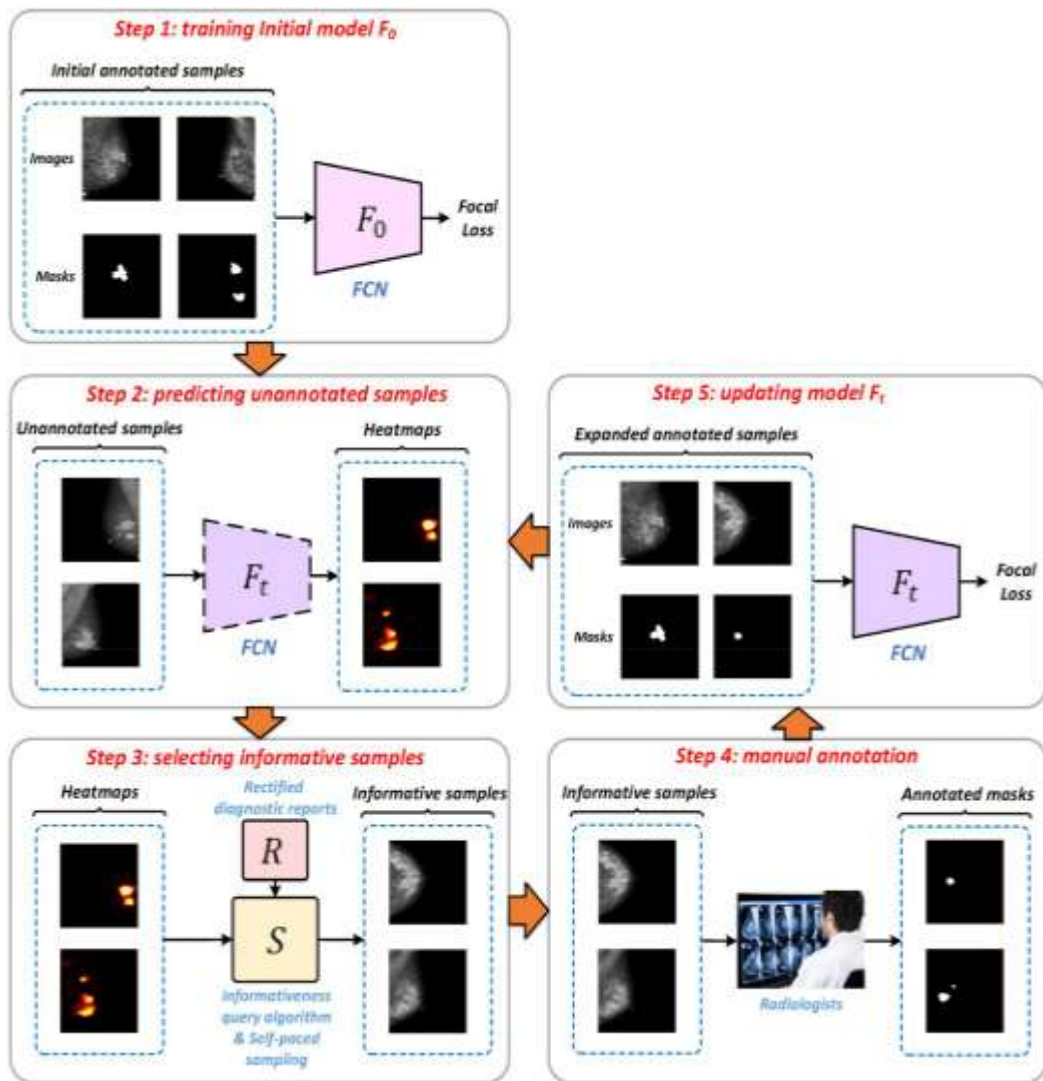 Step 1: training Initial model F₀
Initial annotated samples
Images
Masks
F₀
FCN
Focal
Loss
Step 2: predicting unannotated samples
Unannotated samples
Heatmaps
Fₜ
FCN
Step 5: updating model Fₜ
Expanded annotated samples
Images
Masks
Fₜ
FCN
Focal
Loss
Step 3: selecting informative samples
Heatmaps
Rectified
diagnostic reports
R
S
Informativeness
query algorithm
& Self-paced
sampling
Informative samples
Step 4: manual annotation
Informative samples
Radiologists
Annotated masks